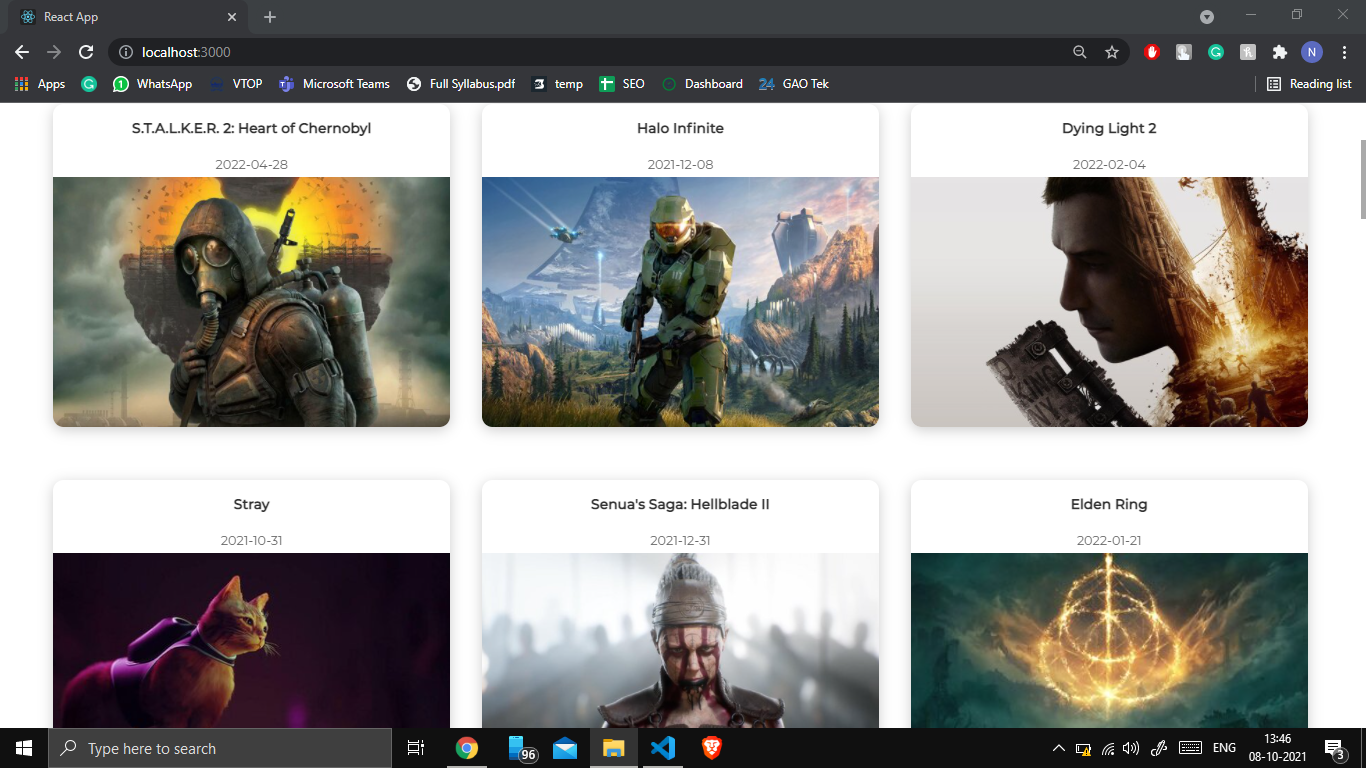 React App
localhost:3000
N
Apps
WhatsApp
VTOP
Microsoft Teams
Full Syllabus.pdf
temp
SEO
Dashboard
24
GAO Tek
Reading list
S.T.A.L.K.E.R. 2: Heart of Chernobyl
2022-04-28
Halo Infinite
2021-12-08
Dying Light 2
2022-02-04
Stray
2021-10-31
Senua's Saga: Hellblade II
2021-12-31
Elden Ring
2022-01-21
Type here to search
96
ENG
13:46
08-10-2021
3